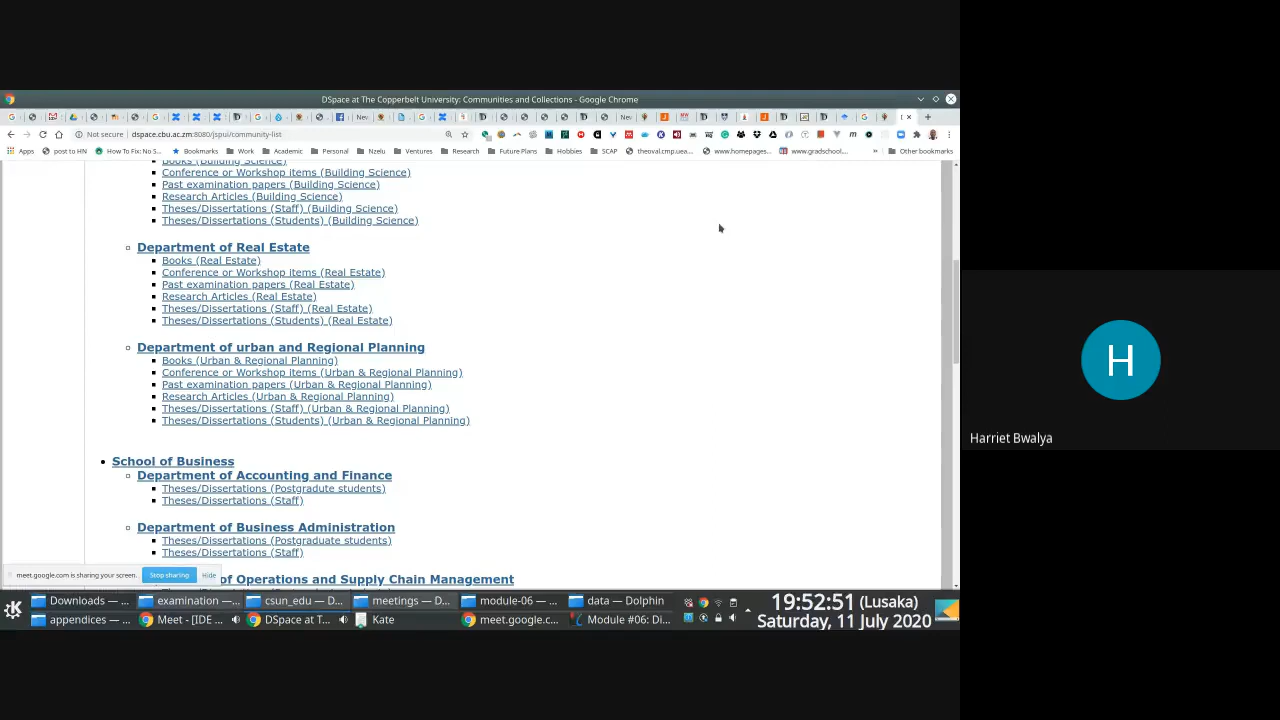 DSpace at The Copperbelt University: Communities and Collections - Google Chrome
Not secure | dspace.cbu.ac.zm:8080/jspui/community-list
Apps post to HN How To Fix: No S... Bookmarks Work Academic Personal Nzelu Ventures Research Future Plans Hobbies SCAP theoval.cmp.uea... www.homepages... www.gradschool... » Other bookmarks
Books (Building Science)
Conference or Workshop items (Building Science)
Past examination papers (Building Science)
Research Articles (Building Science)
Theses/Dissertations (Staff) (Building Science)
Theses/Dissertations (Students) (Building Science)
Department of Real Estate
Books (Real Estate)
Conference or Workshop items (Real Estate)
Past examination papers (Real Estate)
Research Articles (Real Estate)
Theses/Dissertations (Staff) (Real Estate)
Theses/Dissertations (Students) (Real Estate)
Department of urban and Regional Planning
Books (Urban & Regional Planning)
Conference or Workshop items (Urban & Regional Planning)
Past examination papers (Urban & Regional Planning)
Research Articles (Urban & Regional Planning)
Theses/Dissertations (Staff) (Urban & Regional Planning)
Theses/Dissertations (Students) (Urban & Regional Planning)
School of Business
Department of Accounting and Finance
Theses/Dissertations (Postgradute students)
Theses/Dissertations (Staff)
Department of Business Administration
Theses/Dissertations (Postgraduate students)
Theses/Dissertations (Staff)
of Operations and Supply Chain Management
meet.google.com is sharing your screen. Stop sharing Hide
Downloads — ... examination —... csun_edu — D... meetings — D... module-06 — ... data — Dolphin
appendices — ... Meet - [IDE ... DSpace at T... Kate meet.google.c... Module #06: Di...
19:52:51 (Lusaka)
Saturday, 11 July 2020
H
Harriet Bwalya